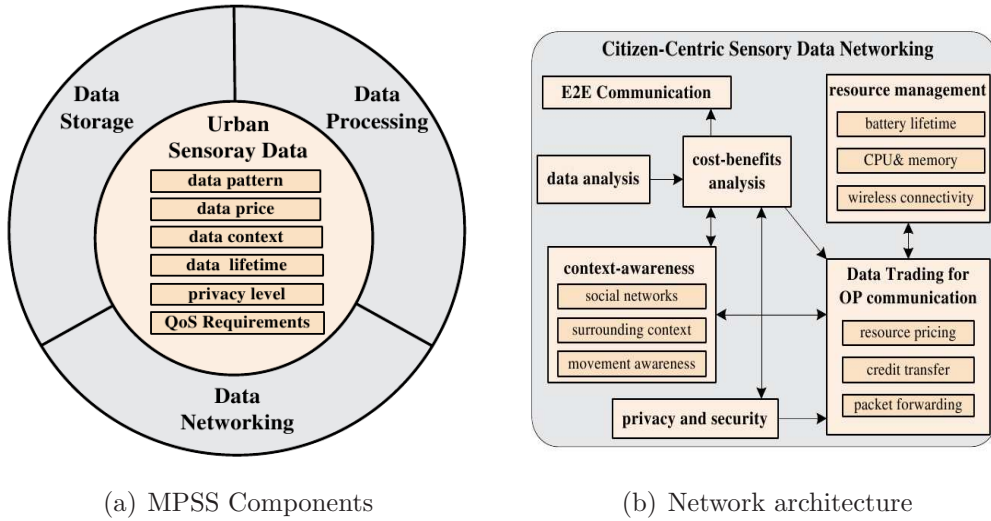 Data
Storage
Data
Processing
Urban
Sensoray Data
data pattern
data price
data context
data lifetime
privacy level
QoS Requirements
Data
Networking
(a) MPSS Components
Citizen-Centric Sensory Data Networking
E2E Communication
data analysis
cost-benefits
analysis
resource management
battery lifetime
CPU& memory
wireless connectivity
context-awareness
social networks
surrounding context
movement awareness
Data Trading for
OP communication
resource pricing
credit transfer
packet forwarding
privacy and security
(b) Network architecture